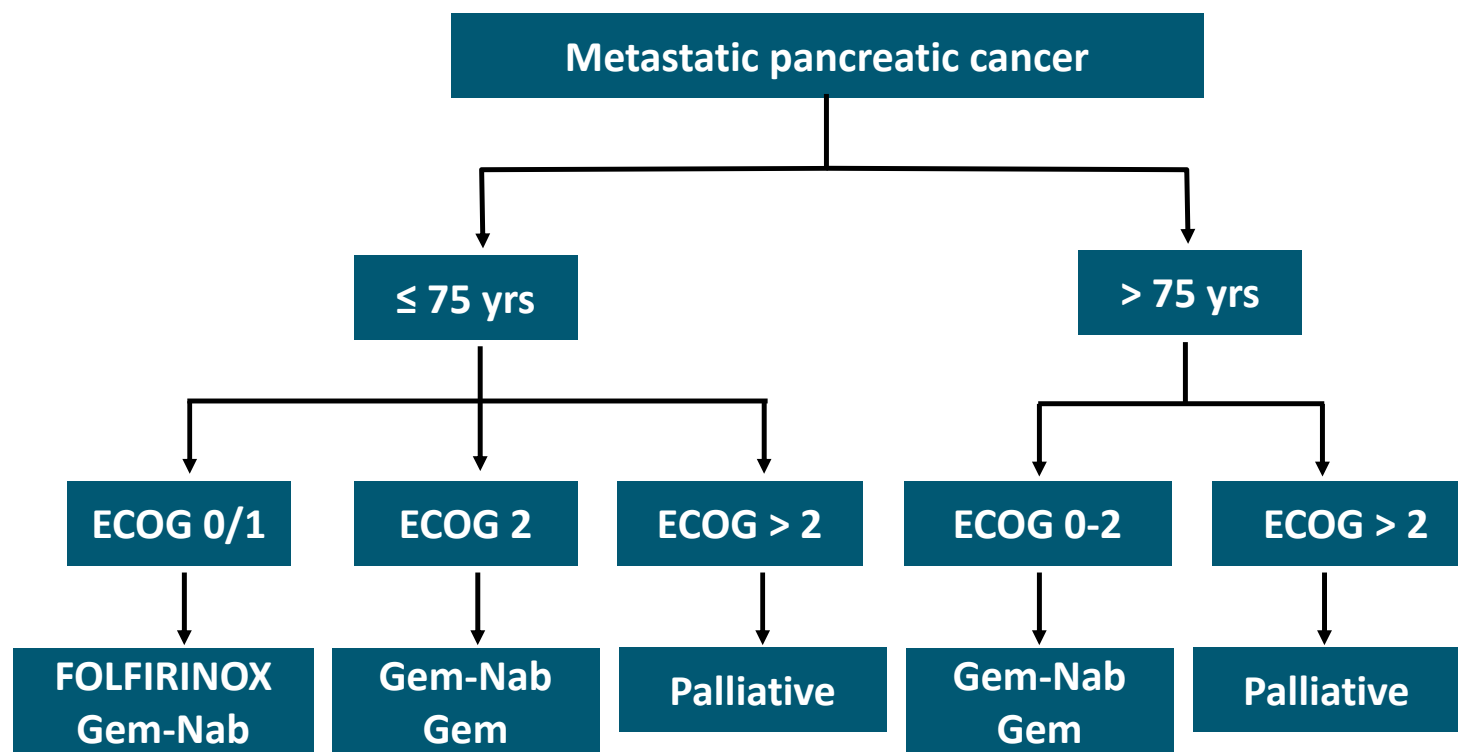 Metastatic pancreatic cancer
≤ 75 yrs
> 75 yrs
ECOG 0/1
ECOG 2
ECOG > 2
ECOG 0-2
ECOG > 2
FOLFIRINOX
Gem-Nab
Gem-Nab
Gem
Palliative
Gem-Nab
Gem
Palliative